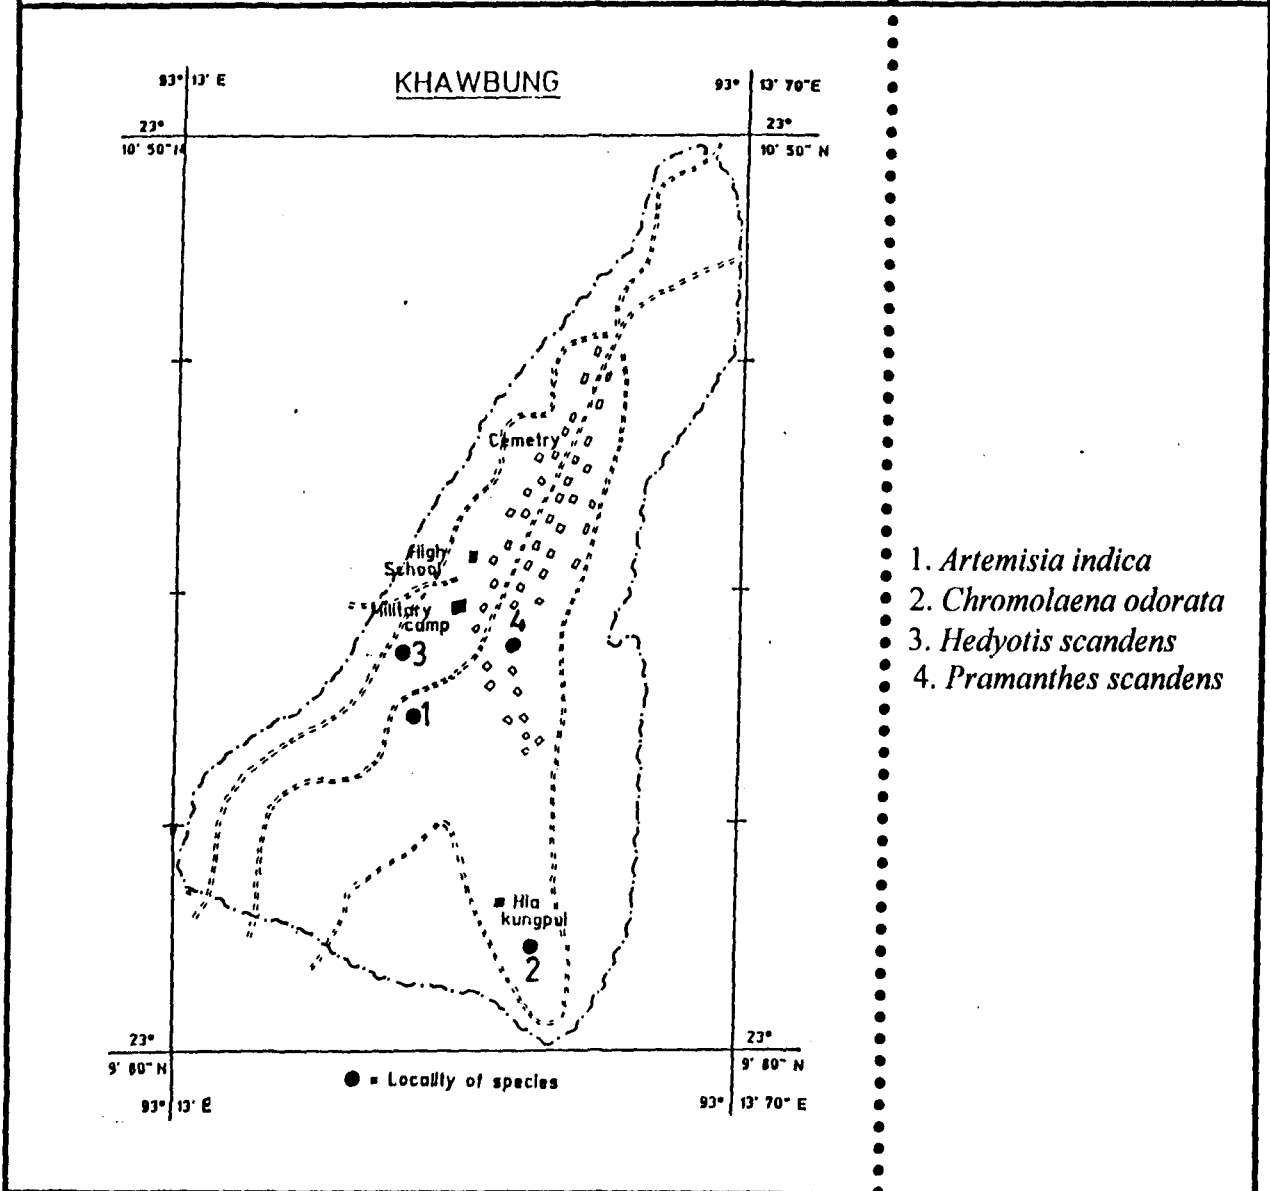 KHAWBUNG
93° 13' E
93° 13' 70"E
23°
10' 50"N
23°
10' 50" N
Cemetry
High
School
Military
camp
4
3
1
Hla
kungpui
2
23°
9' 80" N
23°
9' 80" N
● = Locality of species
93° 13' E
93° 13' 70" E
1. Artemisia indica
2. Chromolaena odorata
3. Hedyotis scandens
4. Pramanthes scandens